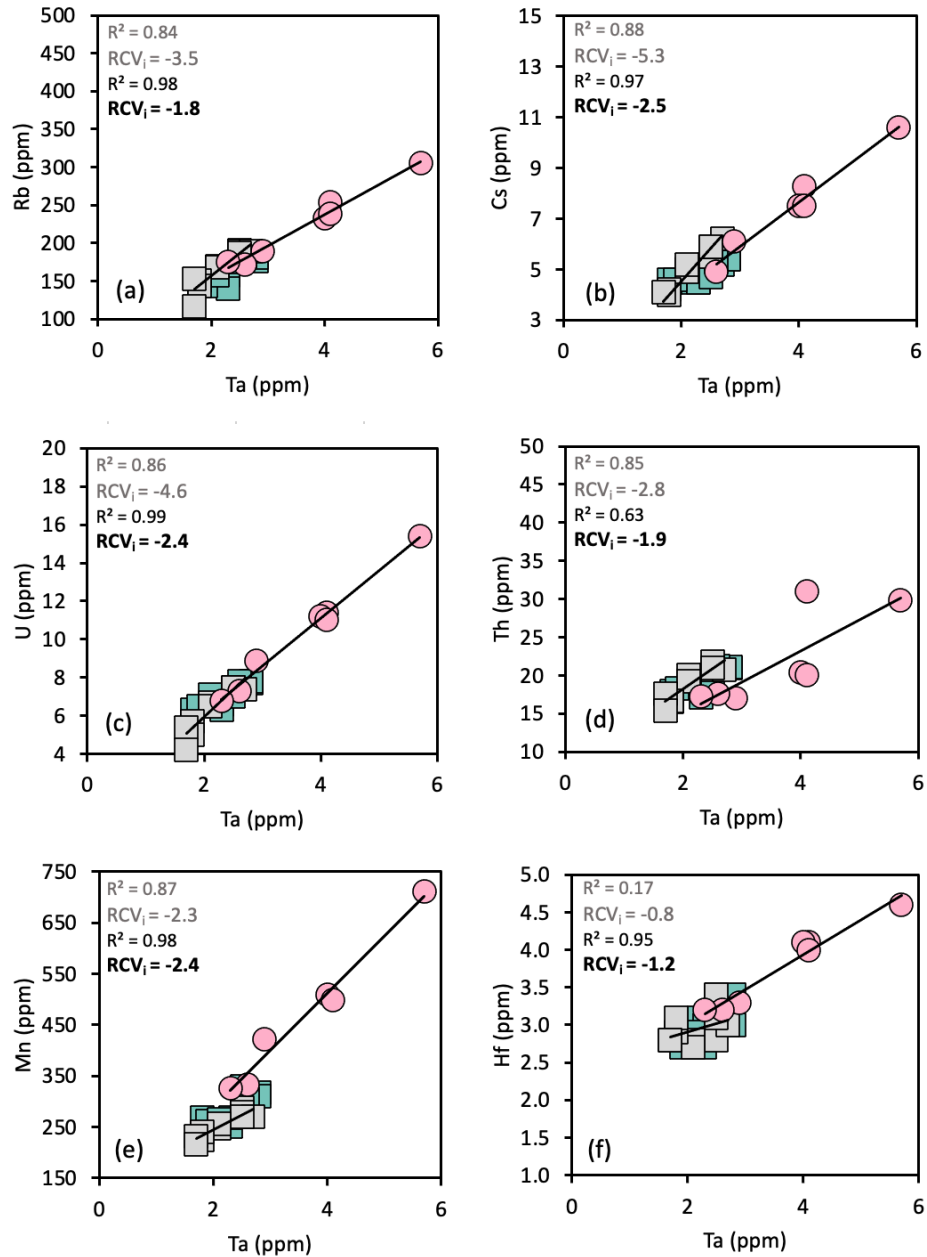 500
450
400
350
300
250
200
150
100
Rb (ppm)
R² = 0.84
RCVᵢ = -3.5
R² = 0.98
RCVᵢ = -1.8
(a)
0 2 4 6
Ta (ppm)
15
13
11
9
7
5
3
Cs (ppm)
R² = 0.88
RCVᵢ = -5.3
R² = 0.97
RCVᵢ = -2.5
(b)
0 2 4 6
Ta (ppm)
20
18
16
14
12
10
8
6
4
U (ppm)
R² = 0.86
RCVᵢ = -4.6
R² = 0.99
RCVᵢ = -2.4
(c)
0 2 4 6
Ta (ppm)
50
45
40
35
30
25
20
15
10
Th (ppm)
R² = 0.85
RCVᵢ = -2.8
R² = 0.63
RCVᵢ = -1.9
(d)
0 2 4 6
Ta (ppm)
750
650
550
450
350
250
150
Mn (ppm)
R² = 0.87
RCVᵢ = -2.3
R² = 0.98
RCVᵢ = -2.4
(e)
0 2 4 6
Ta (ppm)
5.0
4.5
4.0
3.5
3.0
2.5
2.0
1.5
1.0
Hf (ppm)
R² = 0.17
RCVᵢ = -0.8
R² = 0.95
RCVᵢ = -1.2
(f)
0 2 4 6
Ta (ppm)